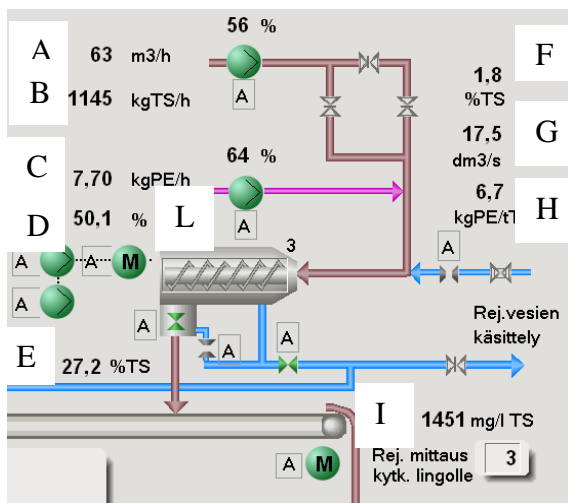 56 %
A 63 m3/h F
1,8
B 1145 kgTS/h A %TS
17,5 G
C 64 % dm3/s
7,70 kgPE/h L 6,7
D 50,1 % A kgPE/tT H
A A M 3 A
A
A A
Rej.vesien
käsittely
E 27,2 %TS
I 1451 mg/l TS
A M Rej. mittaus 3
kytk. lingolle